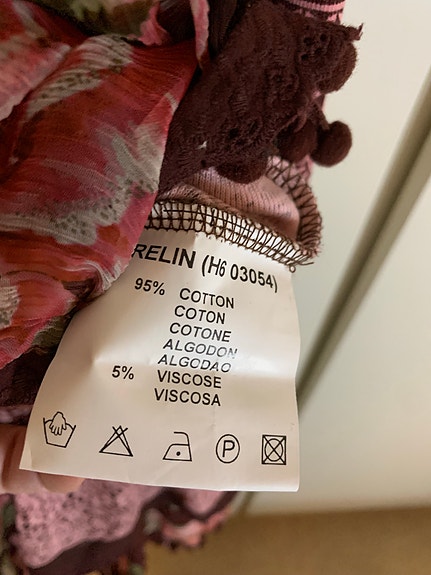 RELIN (H6 03054)
95% COTTON
COTON
COTONE
ALGODON
ALGODAO
5% VISCOSE
VISCOSA
P